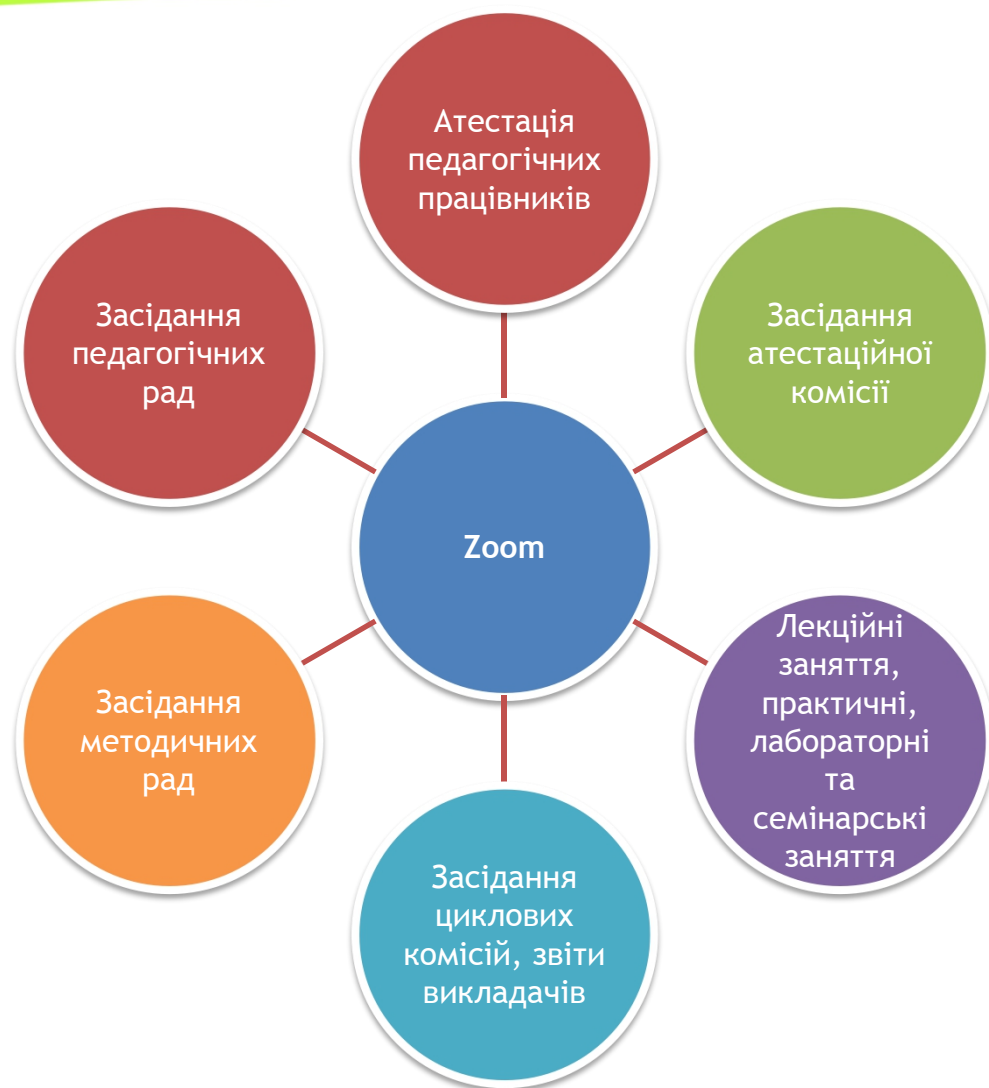 Атестація
педагогічних
працівників
Засідання
атестаційної
комісії
Лекційні
заняття,
практичні,
лабораторні
та
семінарські
заняття
Засідання
циклових
комісій, звіти
викладачів
Засідання
методичних
рад
Засідання
педагогічних
рад
Zoom